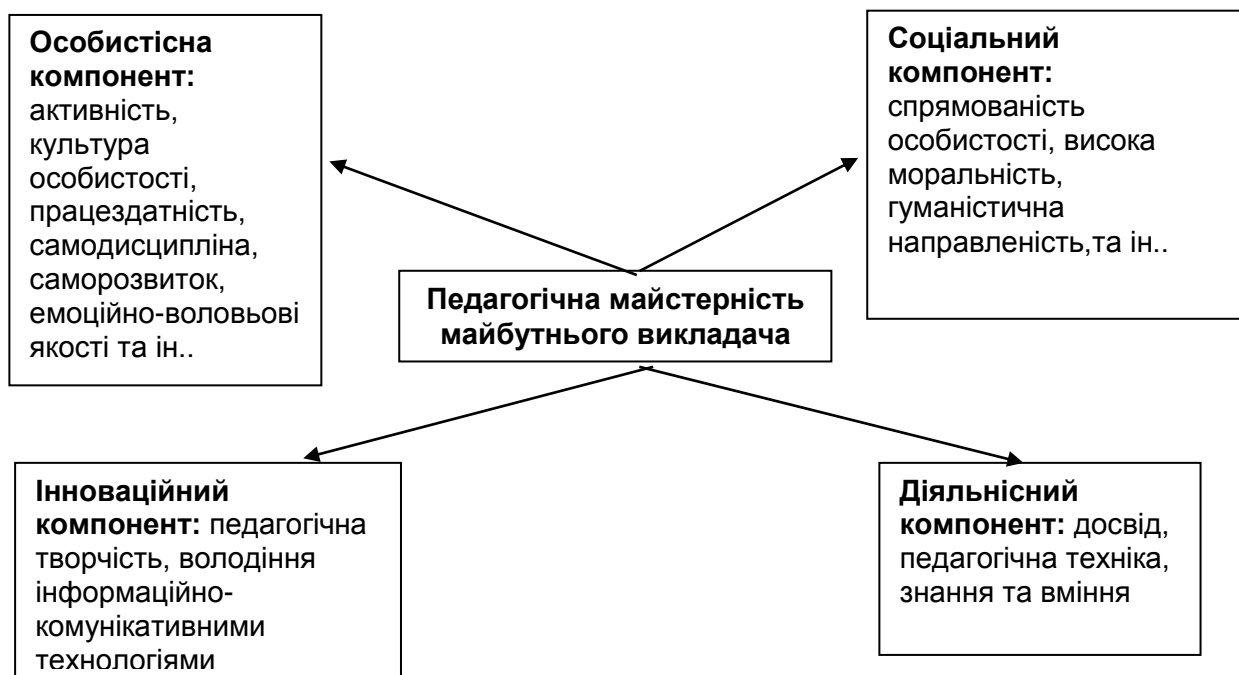 Особистісна
компонент:
активність,
культура
особистості,
працездатність,
самодисципліна,
саморозвиток,
емоційно-воловьові
якості та ін..
Соціальний
компонент:
спрямованість
особистості, висока
моральність,
гуманістична
направленість,та ін..
Педагогічна майстерність
майбутнього викладача
Інноваційний
компонент: педагогічна
творчість, володіння
інформаційно-
комунікативними
технологіями
Діяльнісний
компонент: досвід,
педагогічна техніка,
знання та вміння